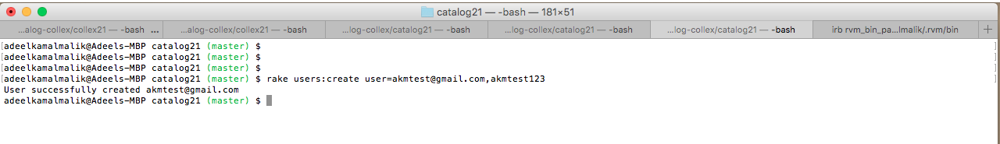 catalog21 — -bash — 181×51
...alog-collex/collex21 — -bash ...
...alog-collex/collex21 — -bash
...log-collex/catalog21 — -bash
...log-collex/catalog21 — -bash
...log-collex/catalog21 — -bash
irb rvm_bin_pa...lmalik/.rvm/bin
+
[adeelkamalmalik@Adeels-MBP catalog21 (master) $ ]
[adeelkamalmalik@Adeels-MBP catalog21 (master) $ ]
[adeelkamalmalik@Adeels-MBP catalog21 (master) $ ]
[adeelkamalmalik@Adeels-MBP catalog21 (master) $ rake users:create user=akmtest@gmail.com,akmtest123 ]
User successfully created akmtest@gmail.com
adeelkamalmalik@Adeels-MBP catalog21 (master) $